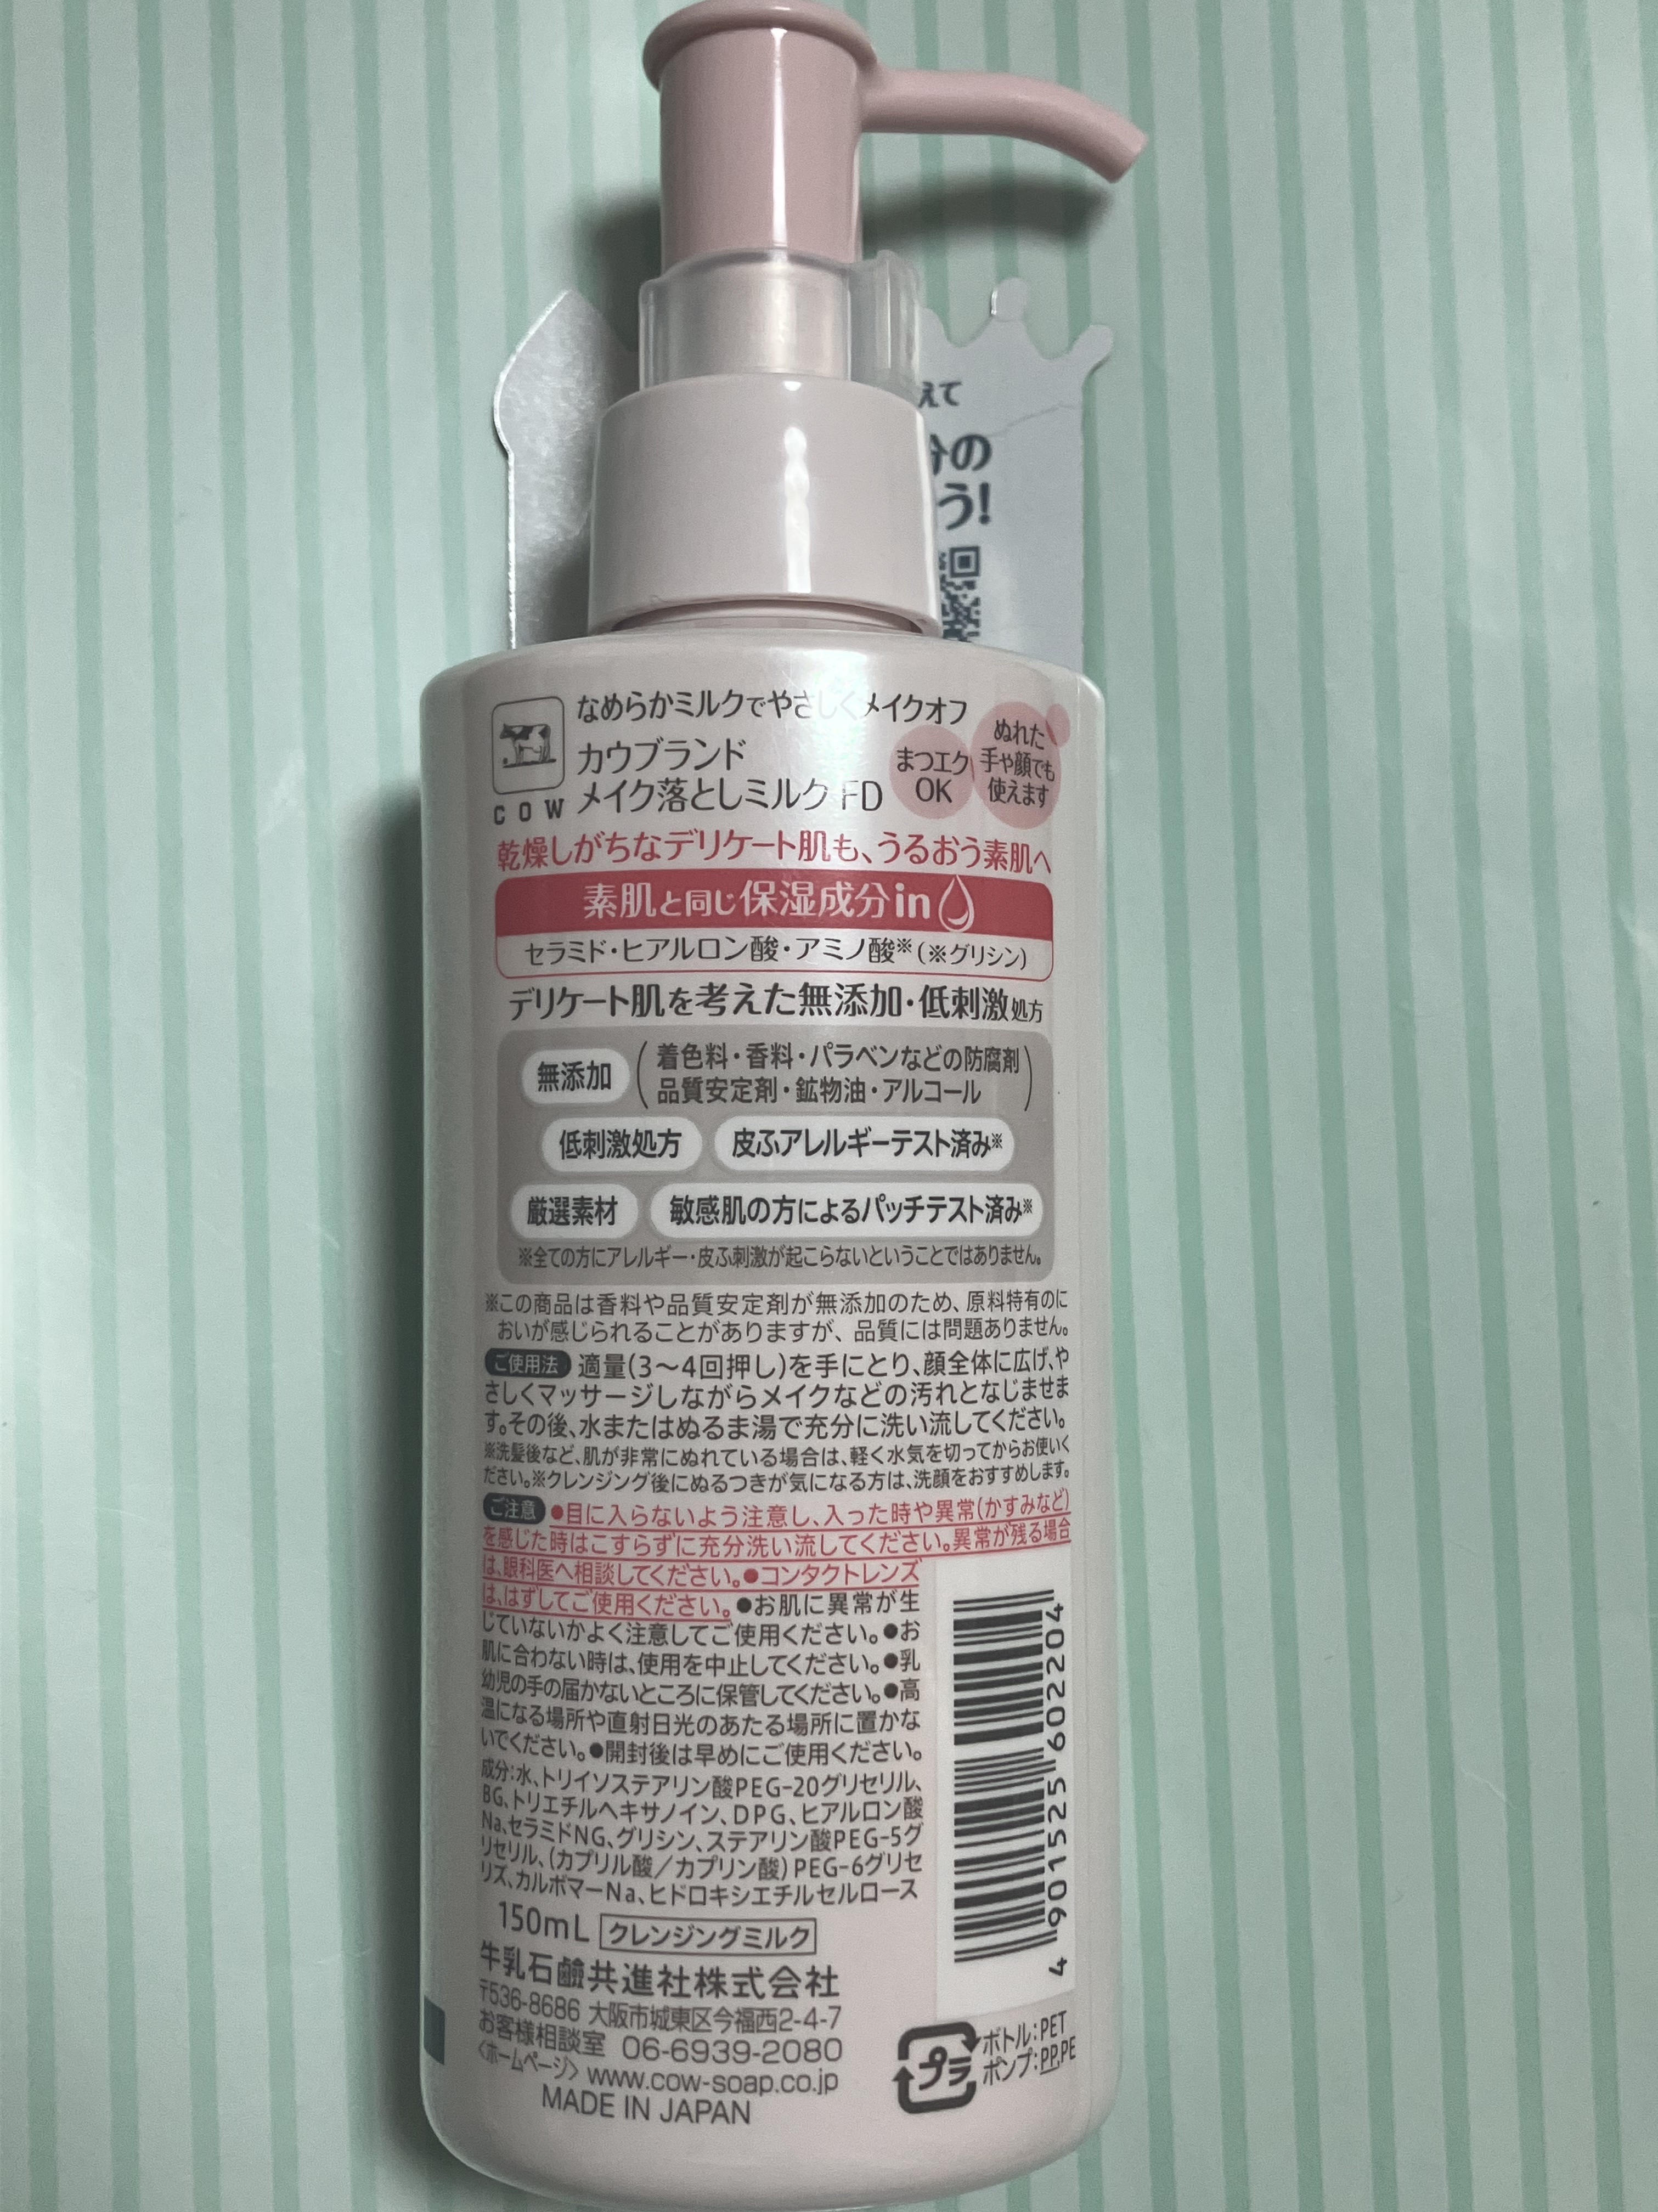 えて
分の
う!
なめらかミルクでやさしくメイクオフ
カウブランド
メイク落としミルク FD
COW
まつエク
OK
ぬれた
手や顔でも
使えます
乾燥しがちなデリケート肌も、うるおう素肌へ
素肌と同じ保湿成分in
セラミド・ヒアルロン酸・アミノ酸※(※グリシン)
デリケート肌を考えた無添加・低刺激処方
無添加
(着色料・香料・パラベンなどの防腐剤
品質安定剤・鉱物油・アルコール)
低刺激処方 皮ふアレルギーテスト済み※
厳選素材 敏感肌の方によるパッチテスト済み※
※全ての方にアレルギー・皮ふ刺激が起こらないということではありません。
※この商品は香料や品質安定剤が無添加のため、原料特有のに
おいが感じられることがありますが、品質には問題ありません。
ご使用法 適量(3〜4回押し)を手にとり、顔全体に広げ、や
さしくマッサージしながらメイクなどの汚れとなじませま
す。その後、水またはぬるま湯で充分に洗い流してください。
※洗髪後など、肌が非常にぬれている場合は、軽く水気を切ってからお使いく
ださい。※クレンジング後にぬるつきが気になる方は、洗顔をおすすめします。
ご注意 ●目に入らないよう注意し、入った時や異常(かすみなど)
を感じた時はこすらずに充分洗い流してください。異常が残る場合
は、眼科医へ相談してください。●コンタクトレンズ
は、はずしてご使用ください。●お肌に異常が生
じていないかよく注意してご使用ください。●お
肌に合わない時は、使用を中止してください。●乳
幼児の手の届かないところに保管してください。●高
温になる場所や直射日光のあたる場所に置かな
いでください。●開封後は早めにご使用ください。
成分:水、トリイソステアリン酸PEG-20グリセリル、
BG、トリエチルヘキサノイン、DPG、ヒアルロン酸
Na、セラミドNG、グリシン、ステアリン酸PEG-5グ
リセリル、(カプリル酸/カプリン酸)PEG-6グリセ
リズ、カルボマーNa、ヒドロキシエチルセルロース
150mL クレンジングミルク
牛乳石鹼共進社株式会社
〒536-8686 大阪市城東区今福西2-4-7
お客様相談室 06-6939-2080
<ホームページ> www.cow-soap.co.jp
MADE IN JAPAN
4 901525 602204
プラ
ボトル:PET
ポンプ:PP,PE